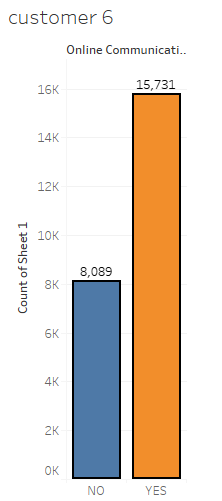 customer 6
Online Communicati..
Count of Sheet 1
16K
14K
12K
10K
8K
6K
4K
2K
0K
8,089
15,731
NO YES